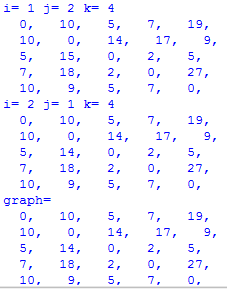 i= 1 j= 2 k= 4
0, 10, 5, 7, 19,
10, 0, 14, 17, 9,
5, 15, 0, 2, 5,
7, 18, 2, 0, 27,
10, 9, 5, 7, 0,
i= 2 j= 1 k= 4
0, 10, 5, 7, 19,
10, 0, 14, 17, 9,
5, 14, 0, 2, 5,
7, 18, 2, 0, 27,
10, 9, 5, 7, 0,
graph=
0, 10, 5, 7, 19,
10, 0, 14, 17, 9,
5, 14, 0, 2, 5,
7, 18, 2, 0, 27,
10, 9, 5, 7, 0,